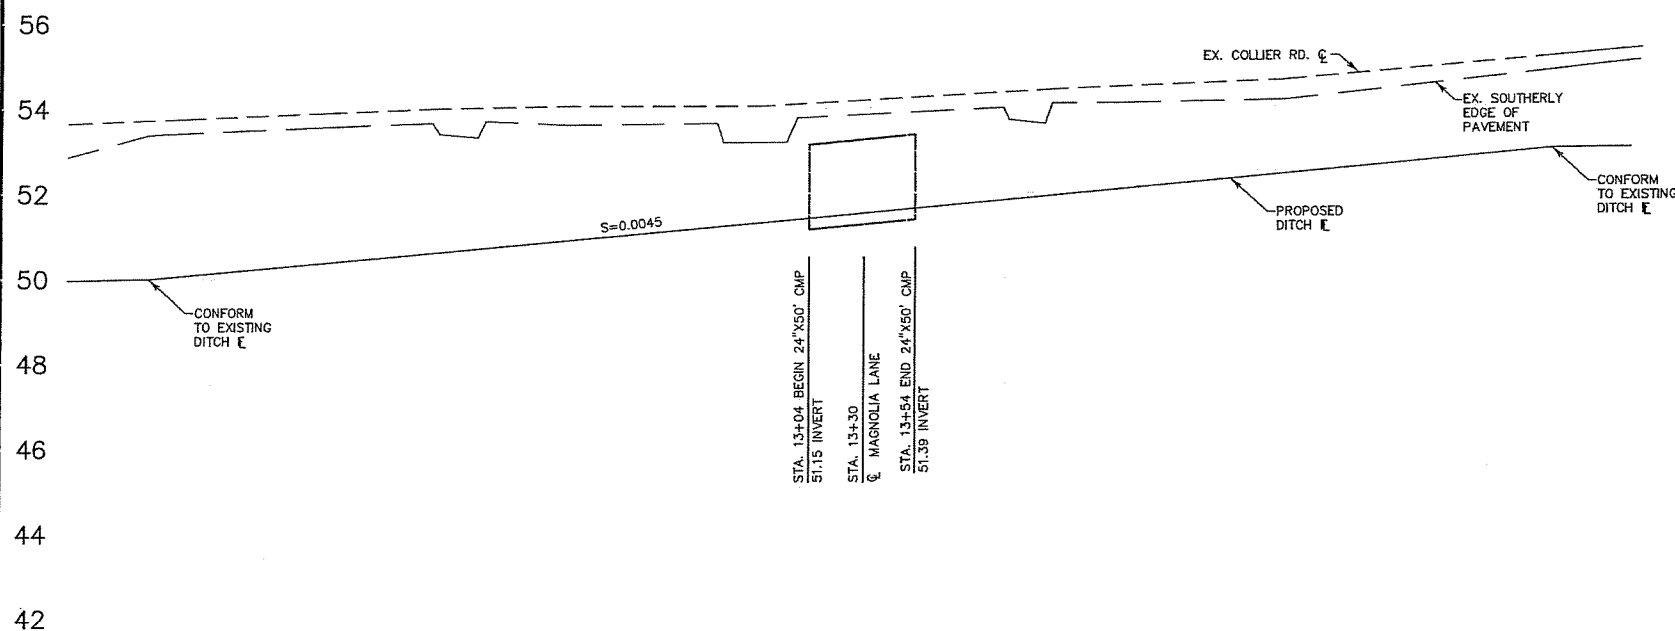 56
54
52
50
48
46
44
42
EX. COLLIER RD. ℄
EX. SOUTHERLY
EDGE OF
PAVEMENT
CONFORM
TO EXISTING
DITCH ⅊
PROPOSED
DITCH ⅊
S=0.0045
CONFORM
TO EXISTING
DITCH ⅊
STA. 13+04 BEGIN 24"X50' CMP
51.15 INVERT
STA. 13+30
℄ MAGNOLIA LANE
STA. 13+54 END 24"X50' CMP
51.39 INVERT